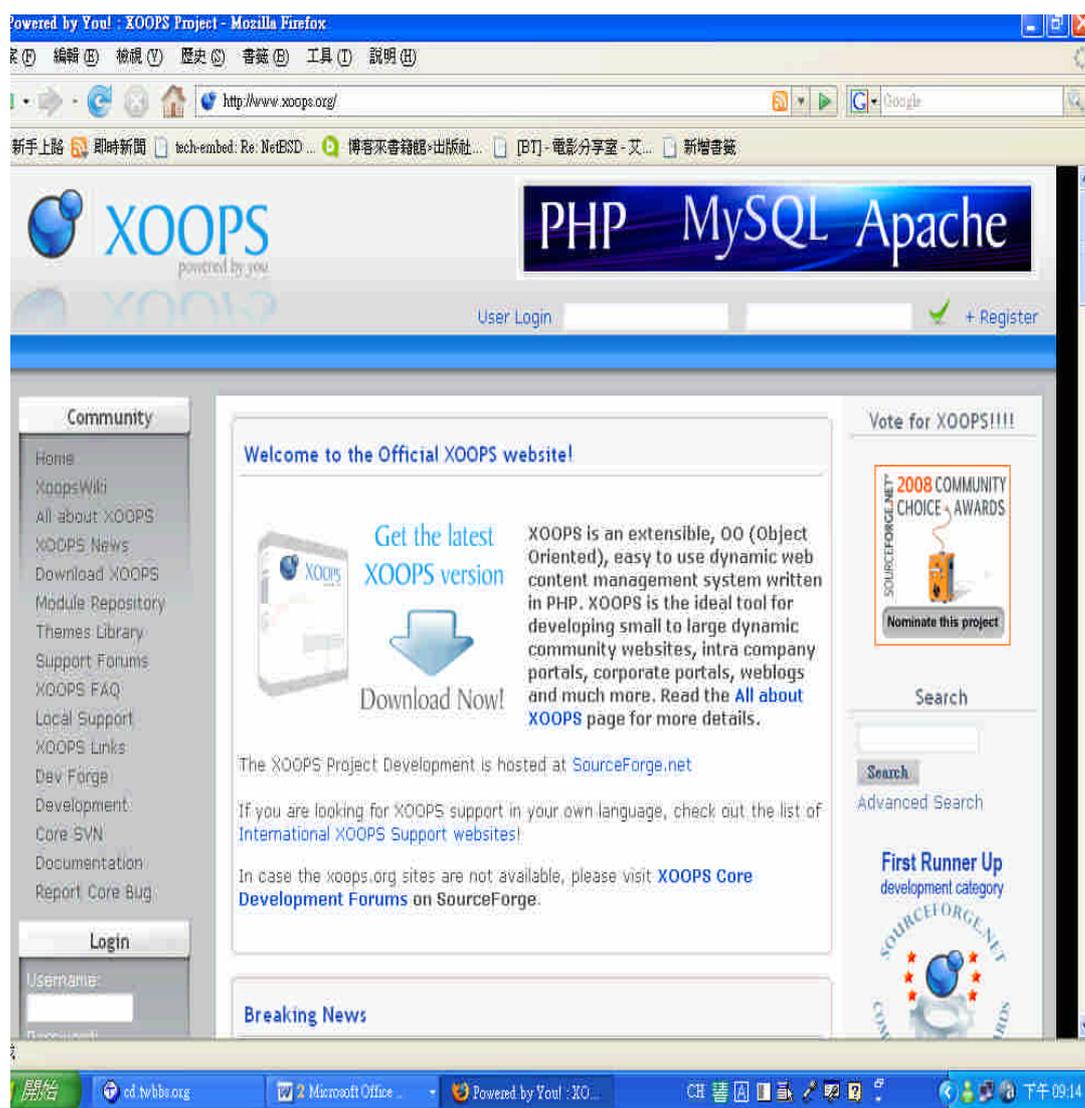 Powered by You! : XOOPS Project - Mozilla Firefox
案(F) 編輯(E) 檢視(V) 歷史(S) 書籤(B) 工具(T) 說明(H)
http://www.xoops.org/
Google
新手上路 即時新聞 tech-embed: Re: NetBSD ... 博客來書籍館>出版社... [BT] - 電影分享室 - 艾... 新增書籤
XOOPS
powered by you
PHP MySQL Apache
User Login + Register
Community
Home
XoopsWiki
All about XOOPS
XOOPS News
Download XOOPS
Module Repository
Themes Library
Support Forums
XOOPS FAQ
Local Support
XOOPS Links
Dev Forge
Development
Core SVN
Documentation
Report Core Bug
Login
Username:
Password:
Welcome to the Official XOOPS website!
XOOPS
Get the latest
XOOPS version
Download Now!
XOOPS is an extensible, OO (Object
Oriented), easy to use dynamic web
content management system written
in PHP. XOOPS is the ideal tool for
developing small to large dynamic
community websites, intra company
portals, corporate portals, weblogs
and much more. Read the All about
XOOPS page for more details.
The XOOPS Project Development is hosted at SourceForge.net
If you are looking for XOOPS support in your own language, check out the list of
International XOOPS Support websites!
In case the xoops.org sites are not available, please visit XOOPS Core
Development Forums on SourceForge.
Breaking News
Vote for XOOPS!!!!
SOURCEFORGE.NET
2008 COMMUNITY
CHOICE AWARDS
Nominate this project
Search
Search
Advanced Search
First Runner Up
development category
SOURCEFORGE.NET
開始 cd.twbbs.org 2 Microsoft Office ... Powered by You! : XO... CH 下午 09:14